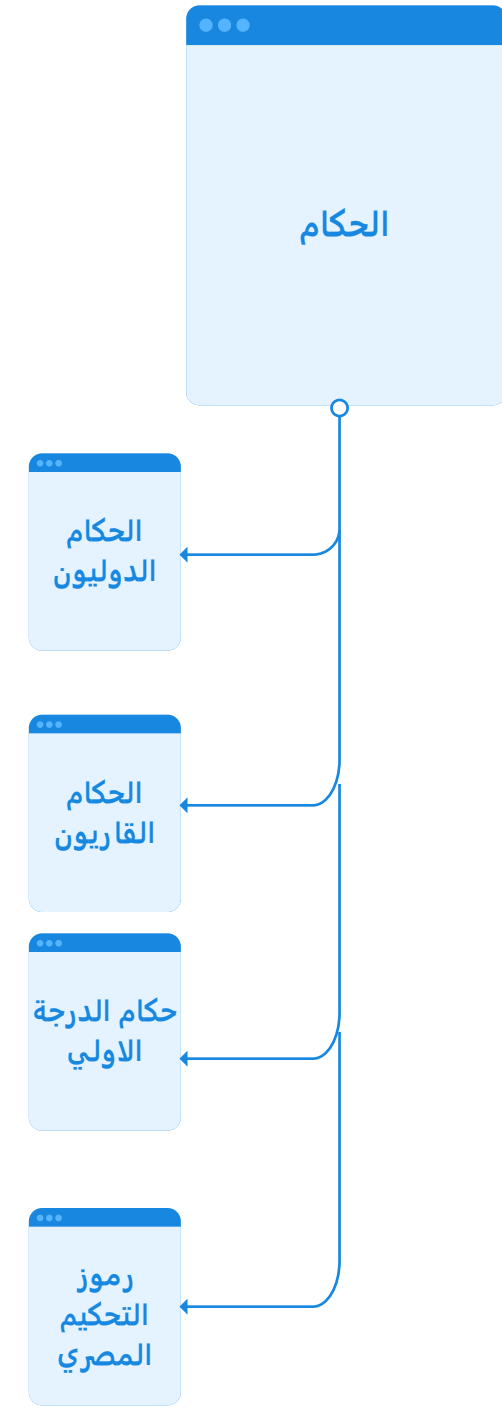 الحكام
الحكام
الدوليون
الحكام
القاريون
حكام الدرجة
الاولي
رموز
التحكيم
المصري